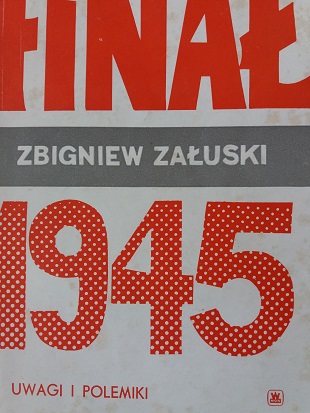 FINAŁ
ZBIGNIEW ZAŁUSKI
1945
UWAGI I POLEMIKI